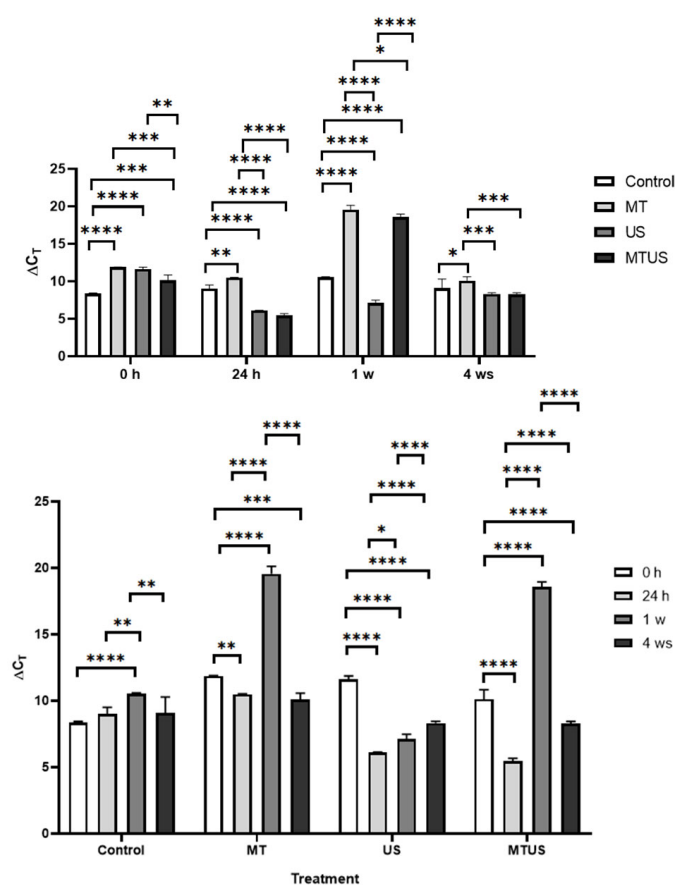 ****
*
** **** ****
*** **** ****
*** **** ****
**** **** **** ***
**** ** **** * ***
25
20
15
10
5
0
ΔCT
0 h 24 h 1 w 4 ws
Control
MT
US
MTUS
****
**** **** ****
**** **** ****
*** * ****
** **** **** ****
** **** ****
**** ** **** ****
25
20
15
10
5
0
ΔCT
Control MT US MTUS
Treatment
0 h
24 h
1 w
4 ws